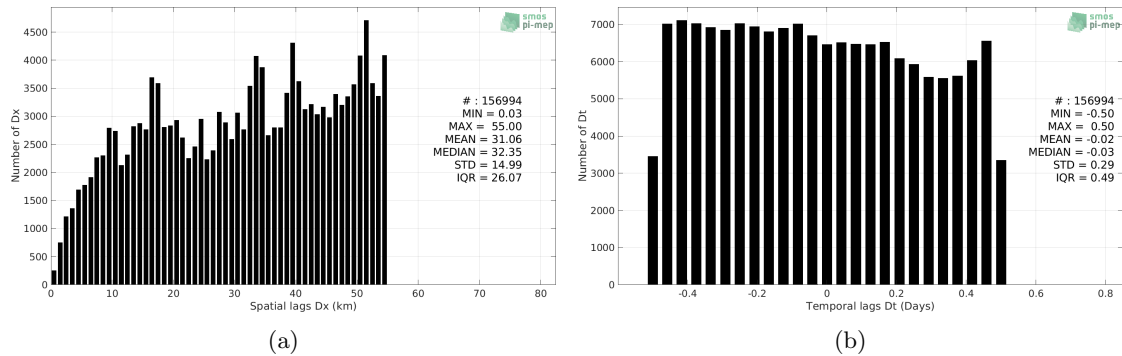 4500
4000
3500
3000
2500
2000
1500
1000
500
0
Number of Dx
smos
pi-mep
# : 156994
MIN = 0.03
MAX = 55.00
MEAN = 31.06
MEDIAN = 32.35
STD = 14.99
IQR = 26.07
0 10 20 30 40 50 60 70 80
Spatial lags Dx (km)
(a)
7000
6000
5000
4000
3000
2000
1000
0
Number of Dt
smos
pi-mep
# : 156994
MIN = -0.50
MAX = 0.50
MEAN = -0.02
MEDIAN = -0.03
STD = 0.29
IQR = 0.49
-0.4 -0.2 0 0.2 0.4 0.6 0.8
Temporal lags Dt (Days)
(b)